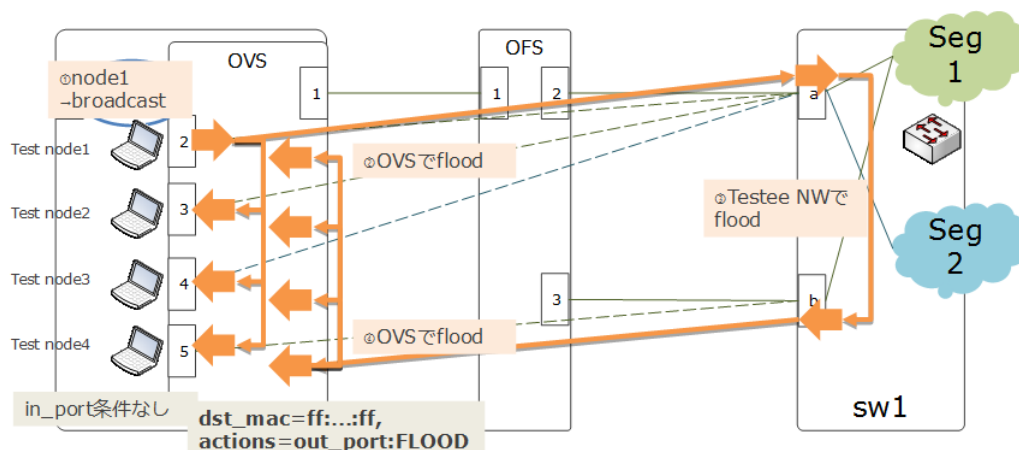 OVS
OFS
Seg
1
①node1
→broadcast
1
1
2
a
Test node1
2
②OVSでflood
③Testee NWで
flood
Test node2
3
Seg
2
Test node3
4
3
b
Test node4
5
④OVSでflood
in_port条件なし
dst_mac=ff:...:ff,
actions=out_port:FLOOD
sw1